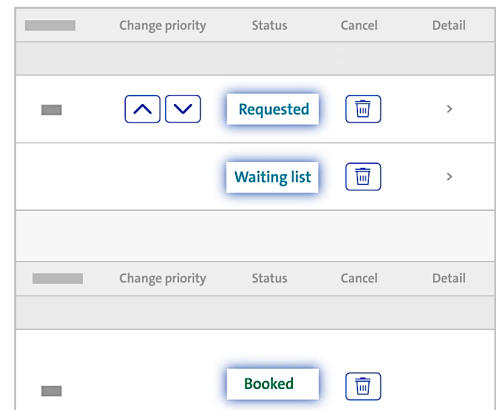 Change priority Status Cancel Detail
Requested
Waiting list
Change priority Status Cancel Detail
Booked